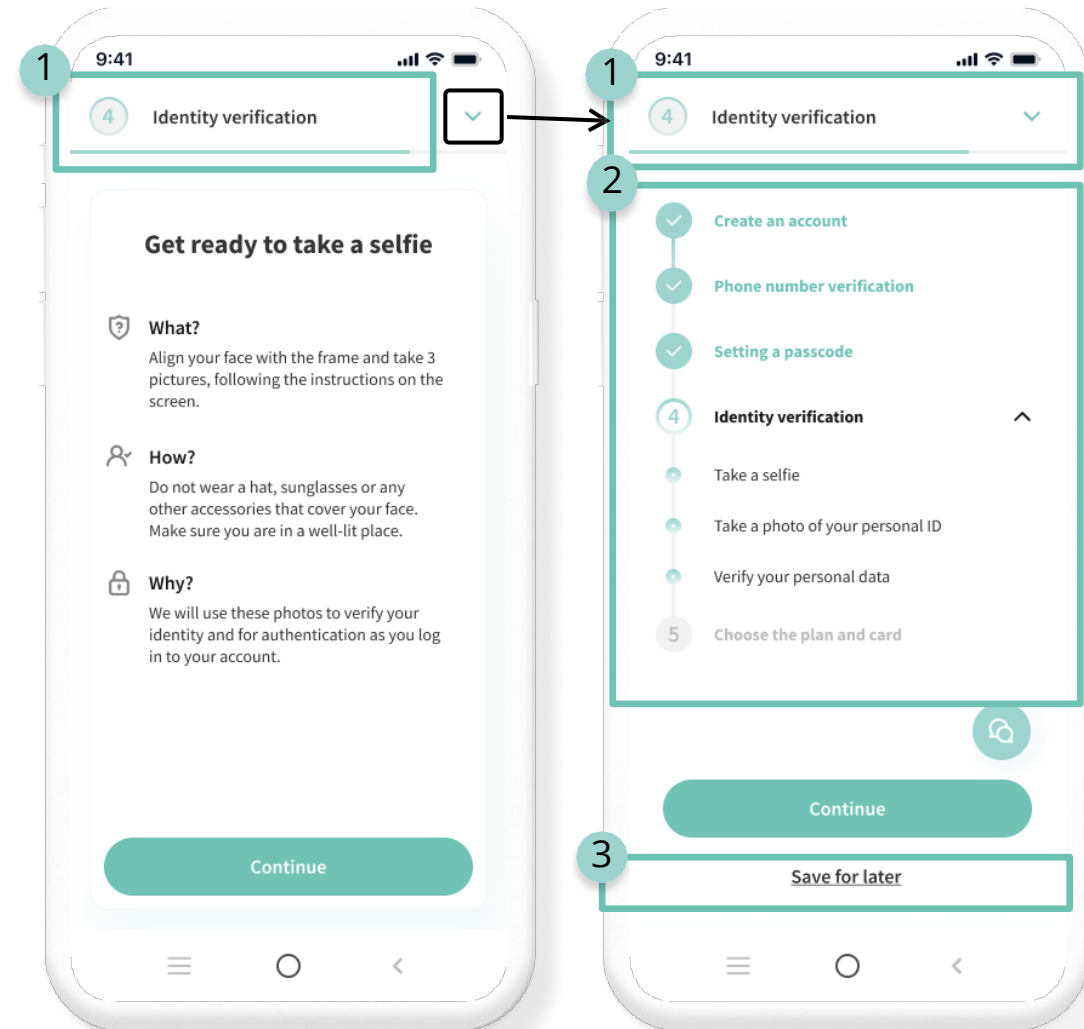 1
9:41
4
Identity verification
Get ready to take a selfie
What?
Align your face with the frame and take 3
pictures, following the instructions on the
screen.
How?
Do not wear a hat, sunglasses or any
other accessories that cover your face.
Make sure you are in a well-lit place.
Why?
We will use these photos to verify your
identity and for authentication as you log
in to your account.
Continue
1
9:41
4
Identity verification
2
Create an account
Phone number verification
Setting a passcode
4
Identity verification
Take a selfie
Take a photo of your personal ID
Verify your personal data
5
Choose the plan and card
Continue
3
Save for later